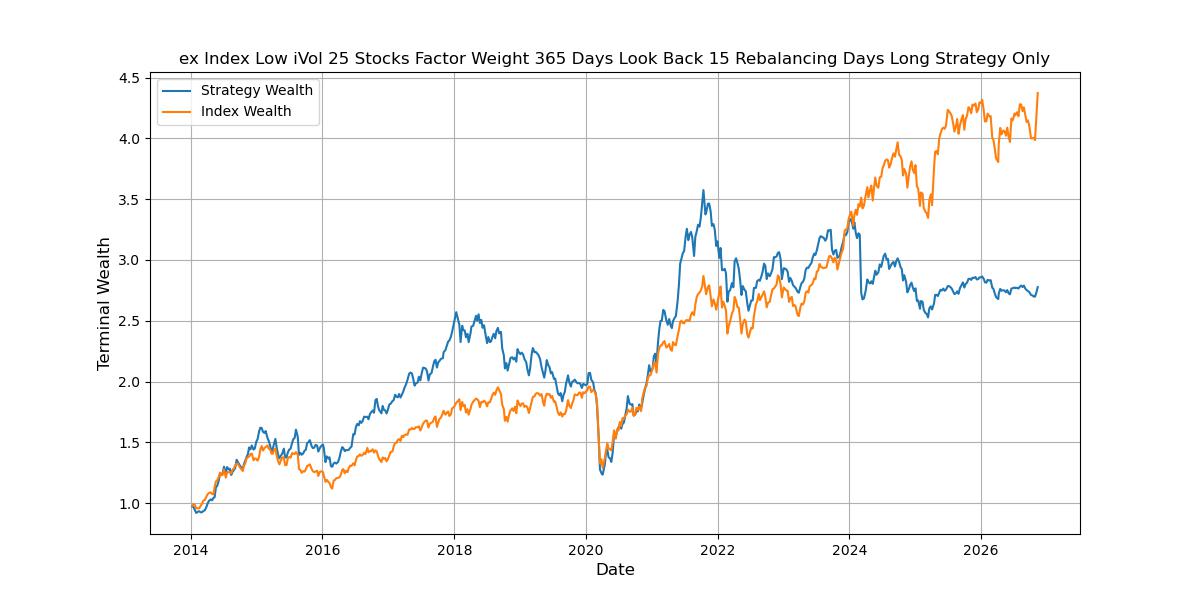 ex Index Low iVol 25 Stocks Factor Weight 365 Days Look Back 15 Rebalancing Days Long Strategy Only
Strategy Wealth
Index Wealth
Terminal Wealth
4.5
4.0
3.5
3.0
2.5
2.0
1.5
1.0
2014 2016 2018 2020 2022 2024 2026
Date